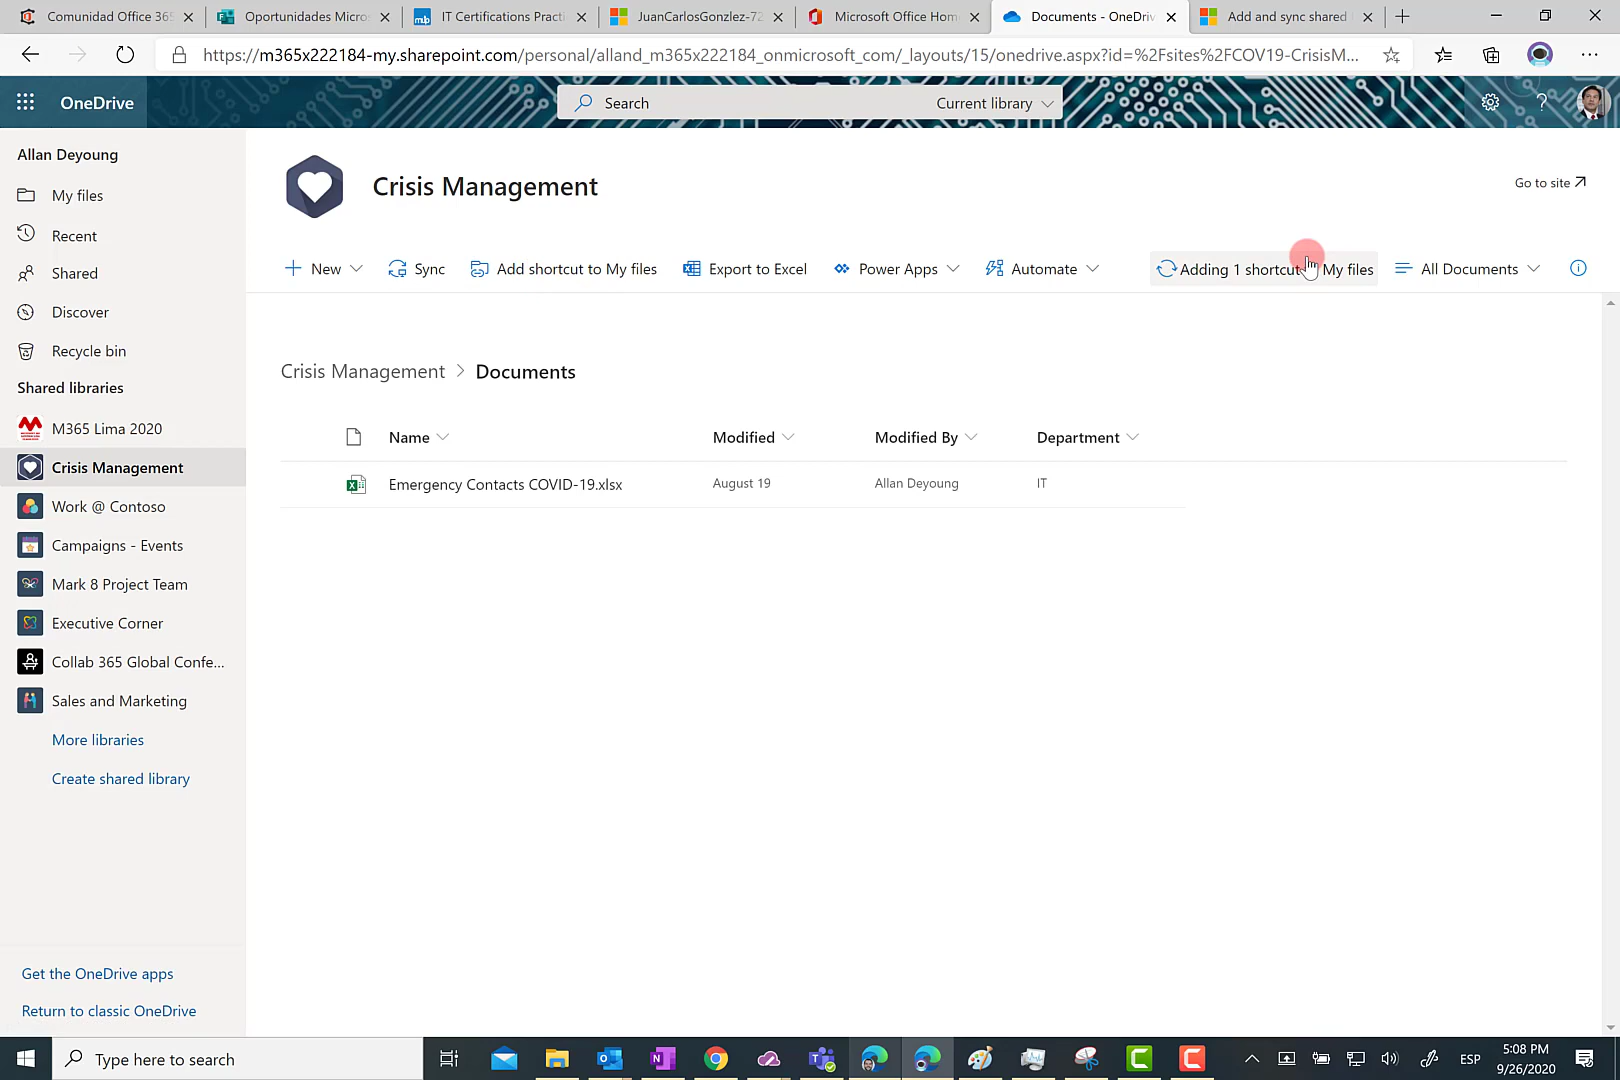 Comunidad Office 365
Oportunidades Micros
IT Certifications Practi
JuanCarlosGonzlez-72
Microsoft Office Home
Documents - OneDriv
Add and sync shared
https://m365x222184-my.sharepoint.com/personal/alland_m365x222184_onmicrosoft_com/_layouts/15/onedrive.aspx?id=%2Fsites%2FCOV19-CrisisM...
OneDrive
Search
Current library
Allan Deyoung
My files
Recent
Shared
Discover
Recycle bin
Shared libraries
M365 Lima 2020
Crisis Management
Work @ Contoso
Campaigns - Events
Mark 8 Project Team
Executive Corner
Collab 365 Global Confe...
Sales and Marketing
More libraries
Create shared library
Get the OneDrive apps
Return to classic OneDrive
Crisis Management
Go to site
New
Sync
Add shortcut to My files
Export to Excel
Power Apps
Automate
Adding 1 shortcut My files
All Documents
Crisis Management > Documents
Name
Modified
Modified By
Department
Emergency Contacts COVID-19.xlsx
August 19
Allan Deyoung
IT
Type here to search
ESP
5:08 PM
9/26/2020